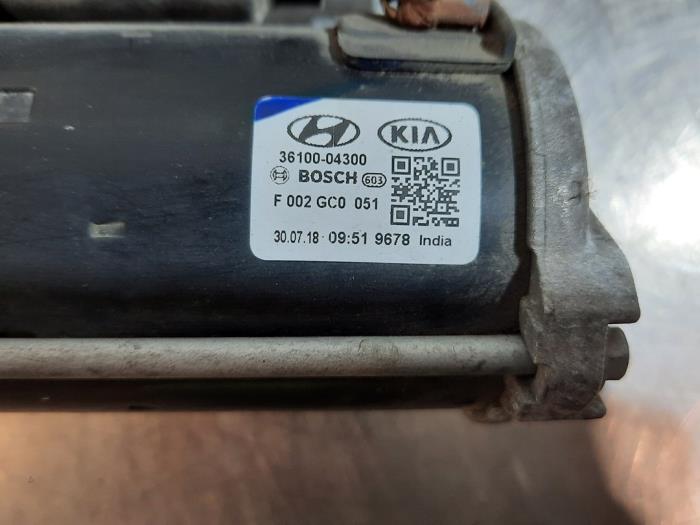 KIA
36100-04300
BOSCH 603
F 002 GC0 051
30.07.18 09:51 9678 India